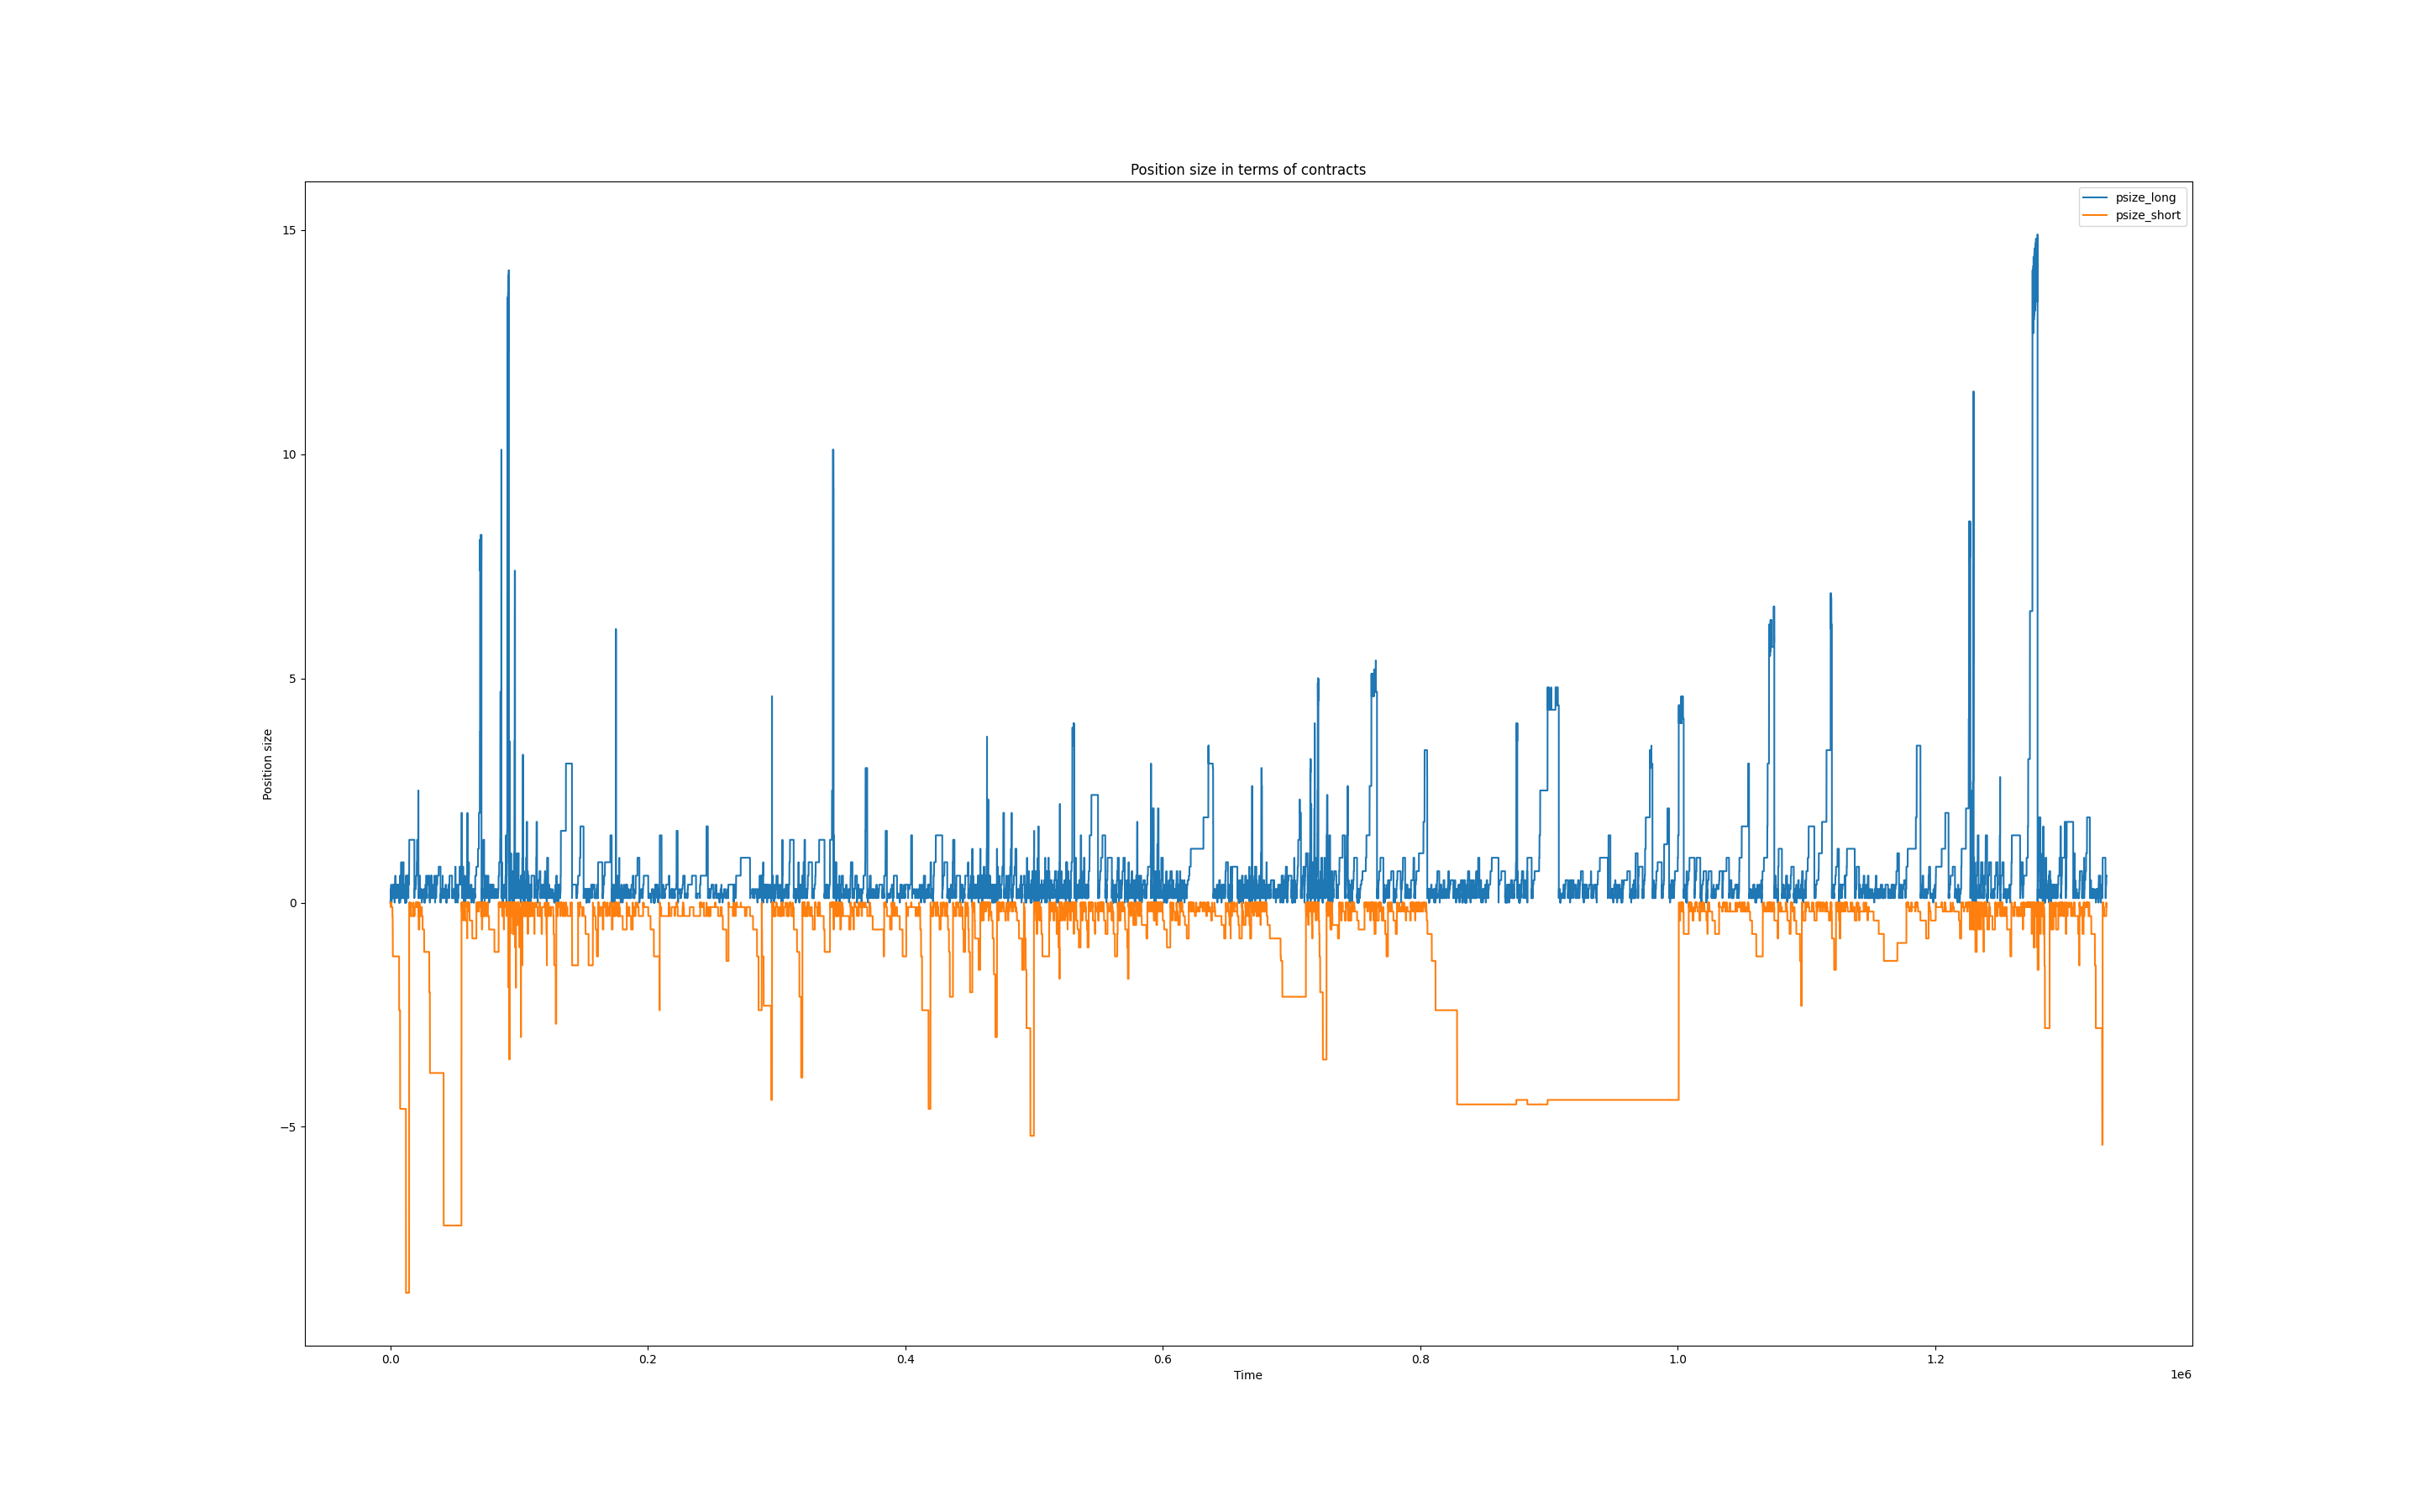 Position size in terms of contracts
psize_long
psize_short
Position size
15
10
5
0
−5
0.0
0.2
0.4
0.6
0.8
1.0
1.2
1e6
Time